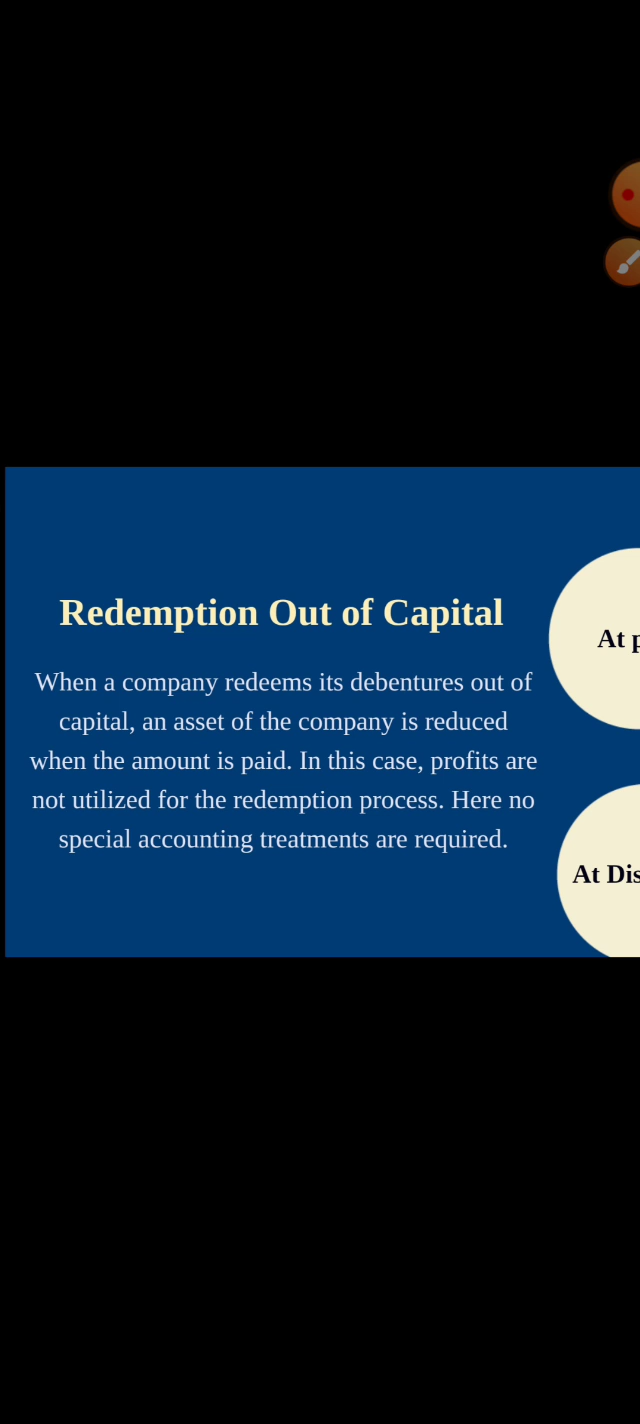 Redemption Out of Capital
When a company redeems its debentures out of
capital, an asset of the company is reduced
when the amount is paid. In this case, profits are
not utilized for the redemption process. Here no
special accounting treatments are required.
At
At